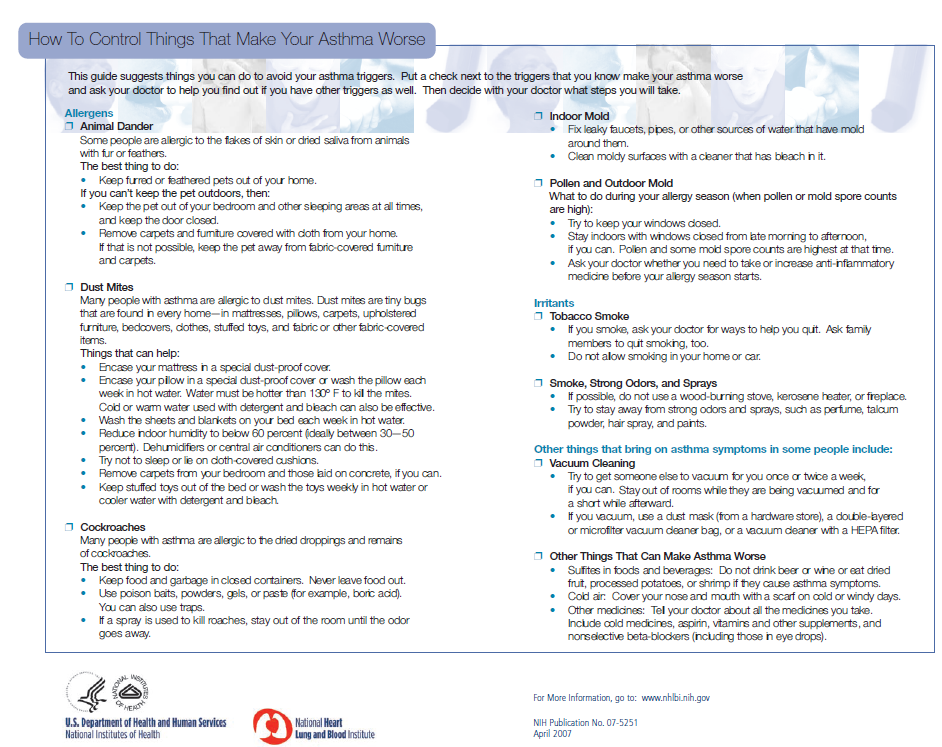 How To Control Things That Make Your Asthma Worse
This guide suggests things you can do to avoid your asthma triggers. Put a check next to the triggers that you know make your asthma worse
and ask your doctor to help you find out if you have other triggers as well. Then decide with your doctor what steps you will take.
Allergens
❐ Animal Dander
Some people are allergic to the flakes of skin or dried saliva from animals
with fur or feathers.
The best thing to do:
• Keep furred or feathered pets out of your home.
If you can't keep the pet outdoors, then:
• Keep the pet out of your bedroom and other sleeping areas at all times,
and keep the door closed.
• Remove carpets and furniture covered with cloth from your home.
If that is not possible, keep the pet away from fabric-covered furniture
and carpets.
❐ Dust Mites
Many people with asthma are allergic to dust mites. Dust mites are tiny bugs
that are found in every home—in mattresses, pillows, carpets, upholstered
furniture, bedcovers, clothes, stuffed toys, and fabric or other fabric-covered
items.
Things that can help:
• Encase your mattress in a special dust-proof cover.
• Encase your pillow in a special dust-proof cover or wash the pillow each
week in hot water. Water must be hotter than 130° F to kill the mites.
Cold or warm water used with detergent and bleach can also be effective.
• Wash the sheets and blankets on your bed each week in hot water.
• Reduce indoor humidity to below 60 percent (ideally between 30—50
percent). Dehumidifiers or central air conditioners can do this.
• Try not to sleep or lie on cloth-covered cushions.
• Remove carpets from your bedroom and those laid on concrete, if you can.
• Keep stuffed toys out of the bed or wash the toys weekly in hot water or
cooler water with detergent and bleach.
❐ Cockroaches
Many people with asthma are allergic to the dried droppings and remains
of cockroaches.
The best thing to do:
• Keep food and garbage in closed containers. Never leave food out.
• Use poison baits, powders, gels, or paste (for example, boric acid).
You can also use traps.
• If a spray is used to kill roaches, stay out of the room until the odor
goes away.
❐ Indoor Mold
• Fix leaky faucets, pipes, or other sources of water that have mold
around them.
• Clean moldy surfaces with a cleaner that has bleach in it.
❐ Pollen and Outdoor Mold
What to do during your allergy season (when pollen or mold spore counts
are high):
• Try to keep your windows closed.
• Stay indoors with windows closed from late morning to afternoon,
if you can. Pollen and some mold spore counts are highest at that time.
• Ask your doctor whether you need to take or increase anti-inflammatory
medicine before your allergy season starts.
Irritants
❐ Tobacco Smoke
• If you smoke, ask your doctor for ways to help you quit. Ask family
members to quit smoking, too.
• Do not allow smoking in your home or car.
❐ Smoke, Strong Odors, and Sprays
• If possible, do not use a wood-burning stove, kerosene heater, or fireplace.
• Try to stay away from strong odors and sprays, such as perfume, talcum
powder, hair spray, and paints.
Other things that bring on asthma symptoms in some people include:
❐ Vacuum Cleaning
• Try to get someone else to vacuum for you once or twice a week,
if you can. Stay out of rooms while they are being vacuumed and for
a short while afterward.
• If you vacuum, use a dust mask (from a hardware store), a double-layered
or microfilter vacuum cleaner bag, or a vacuum cleaner with a HEPA filter.
❐ Other Things That Can Make Asthma Worse
• Sulfites in foods and beverages: Do not drink beer or wine or eat dried
fruit, processed potatoes, or shrimp if they cause asthma symptoms.
• Cold air: Cover your nose and mouth with a scarf on cold or windy days.
• Other medicines: Tell your doctor about all the medicines you take.
Include cold medicines, aspirin, vitamins and other supplements, and
nonselective beta-blockers (including those in eye drops).
NATIONAL INSTITUTES OF HEALTH
U.S. Department of Health and Human Services
National Institutes of Health
National Heart
Lung and Blood Institute
For More Information, go to: www.nhlbi.nih.gov
NIH Publication No. 07-5251
April 2007